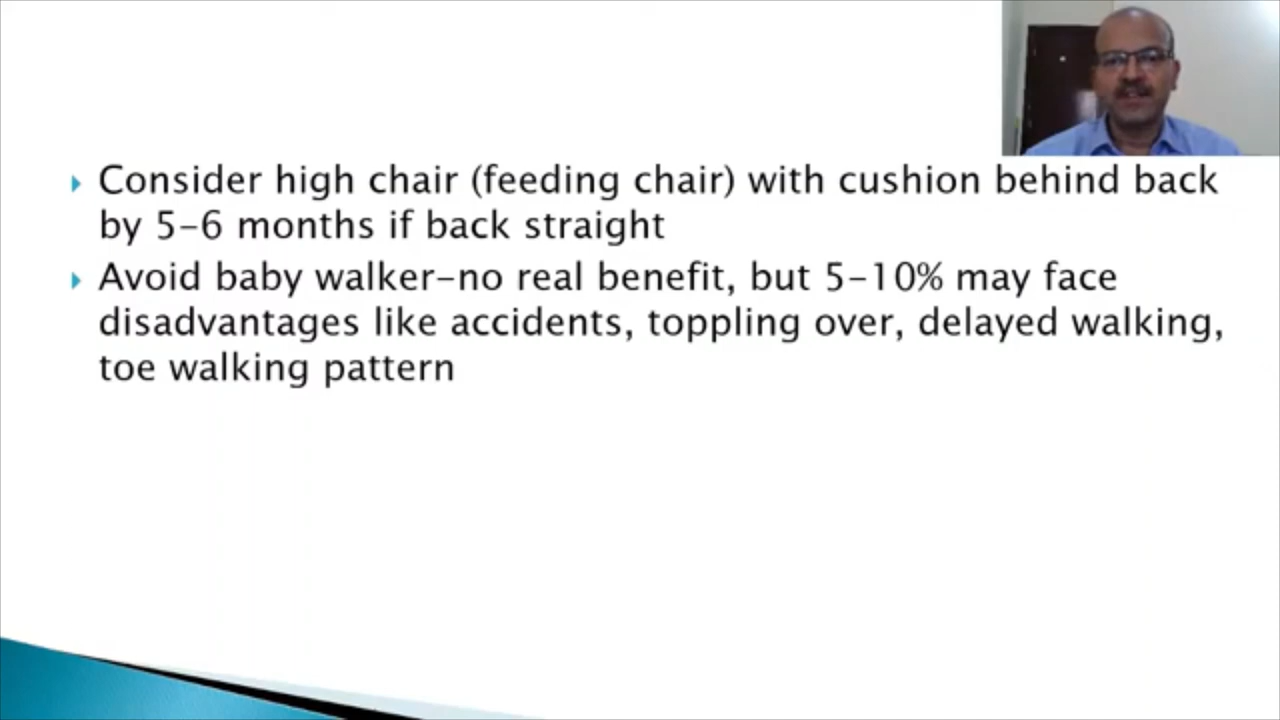 Consider high chair (feeding chair) with cushion behind back
by 5-6 months if back straight
Avoid baby walker-no real benefit, but 5-10% may face
disadvantages like accidents, toppling over, delayed walking,
toe walking pattern